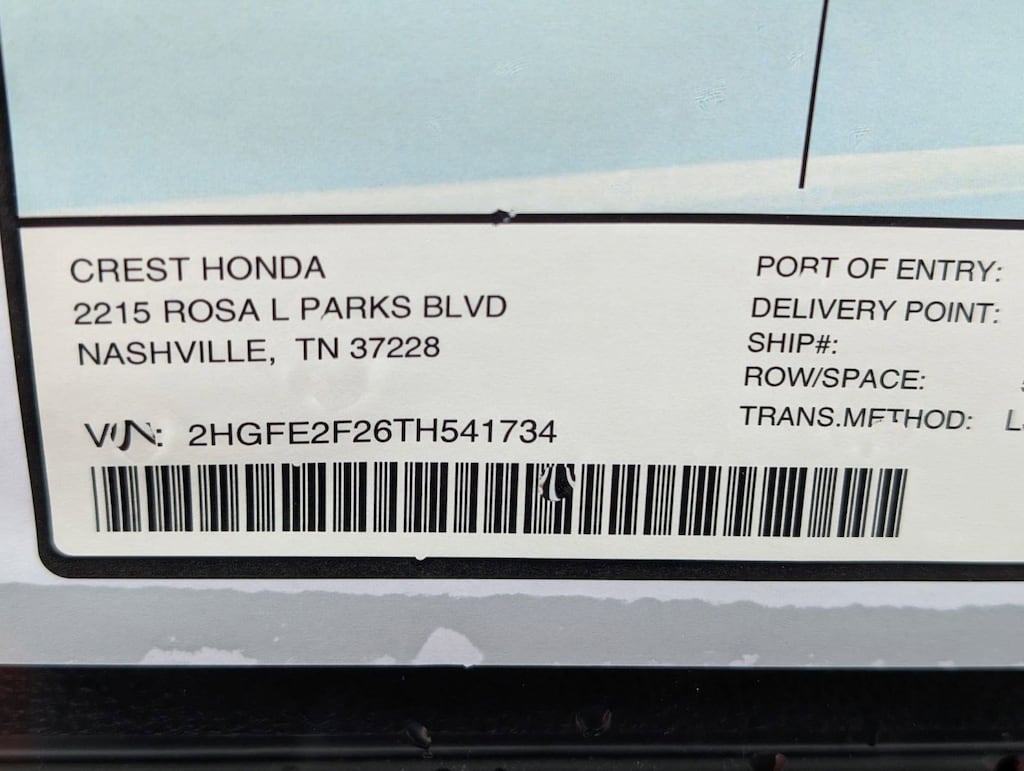 CREST HONDA
2215 ROSA L PARKS BLVD
NASHVILLE, TN 37228
VIN: 2HGFE2F26TH541734
PORT OF ENTRY:
DELIVERY POINT:
SHIP#:
ROW/SPACE:
TRANS.METHOD: